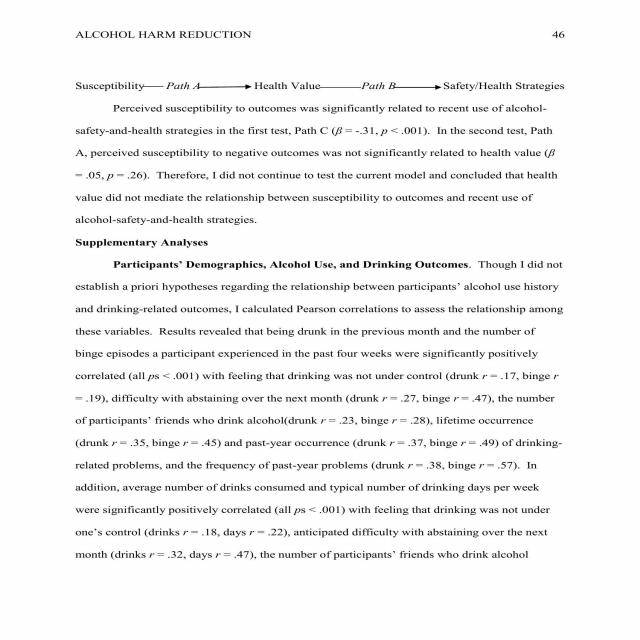 ALCOHOL HARM REDUCTION 46
Susceptibility Path A Health Value Path B Safety/Health Strategies
Perceived susceptibility to outcomes was significantly related to recent use of alcohol-
safety-and-health strategies in the first test, Path C (β = -.31, p < .001). In the second test, Path
A, perceived susceptibility to negative outcomes was not significantly related to health value (β
= .05, p = .26). Therefore, I did not continue to test the current model and concluded that health
value did not mediate the relationship between susceptibility to outcomes and recent use of
alcohol-safety-and-health strategies.
Supplementary Analyses
Participants’ Demographics, Alcohol Use, and Drinking Outcomes. Though I did not
establish a priori hypotheses regarding the relationship between participants’ alcohol use history
and drinking-related outcomes, I calculated Pearson correlations to assess the relationship among
these variables. Results revealed that being drunk in the previous month and the number of
binge episodes a participant experienced in the past four weeks were significantly positively
correlated (all ps < .001) with feeling that drinking was not under control (drunk r = .17, binge r
= .19), difficulty with abstaining over the next month (drunk r = .27, binge r = .47), the number
of participants’ friends who drink alcohol(drunk r = .23, binge r = .28), lifetime occurrence
(drunk r = .35, binge r = .45) and past-year occurrence (drunk r = .37, binge r = .49) of drinking-
related problems, and the frequency of past-year problems (drunk r = .38, binge r = .57). In
addition, average number of drinks consumed and typical number of drinking days per week
were significantly positively correlated (all ps < .001) with feeling that drinking was not under
one’s control (drinks r = .18, days r = .22), anticipated difficulty with abstaining over the next
month (drinks r = .32, days r = .47), the number of participants’ friends who drink alcohol